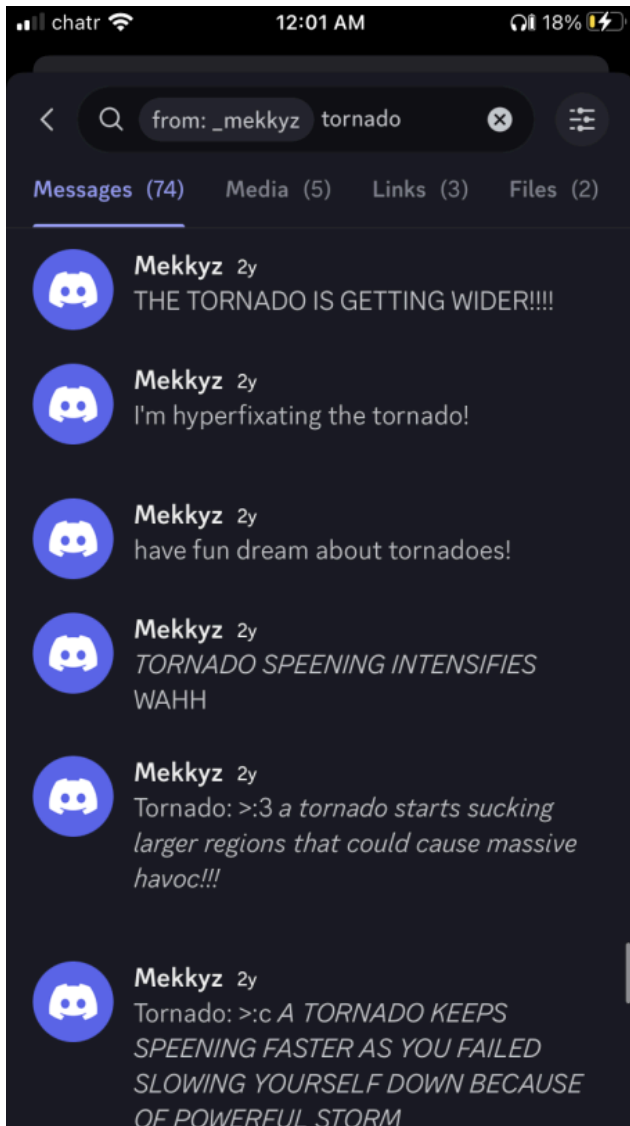 chatr 12:01 AM 18%
from: _mekkyz tornado
Messages (74) Media (5) Links (3) Files (2)
Mekkyz 2y
THE TORNADO IS GETTING WIDER!!!!
Mekkyz 2y
I'm hyperfixating the tornado!
Mekkyz 2y
have fun dream about tornadoes!
Mekkyz 2y
TORNADO SPEENING INTENSIFIES
WAHH
Mekkyz 2y
Tornado: >:3 a tornado starts sucking
larger regions that could cause massive
havoc!!!
Mekkyz 2y
Tornado: >:c A TORNADO KEEPS
SPEENING FASTER AS YOU FAILED
SLOWING YOURSELF DOWN BECAUSE
OF POWERFUL STORM